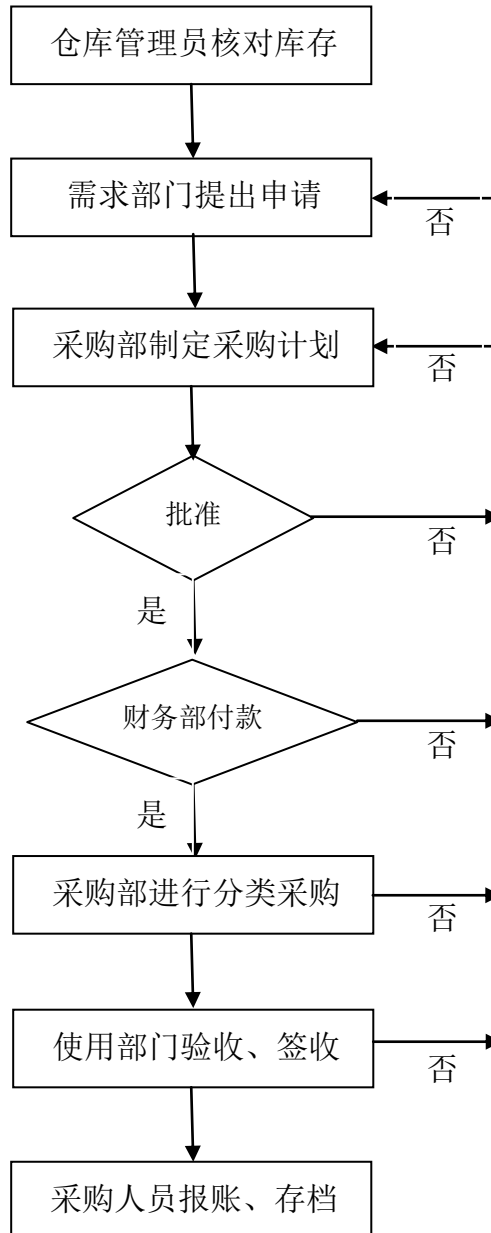 仓库管理员核对库存
需求部门提出申请
否
采购部制定采购计划
否
批准
否
是
财务部付款
否
是
采购部进行分类采购
否
使用部门验收、签收
否
采购人员报账、存档